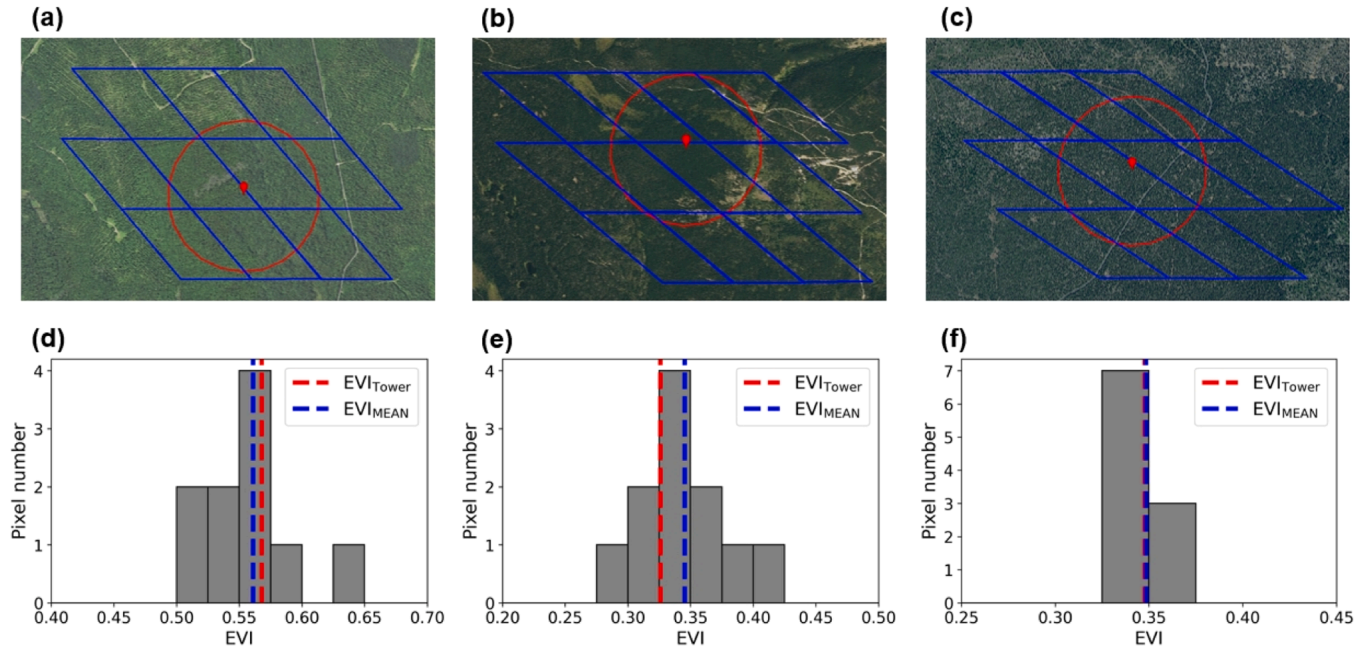 (a)
(b)
(c)
(d)
4
3
2
1
0
Pixel number
0.40
0.45
0.50
0.55
0.60
0.65
0.70
EVI
EVI_Tower
EVI_MEAN
(e)
4
3
2
1
0
Pixel number
0.20
0.25
0.30
0.35
0.40
0.45
0.50
EVI
EVI_Tower
EVI_MEAN
(f)
7
6
5
4
3
2
1
0
Pixel number
0.25
0.30
0.35
0.40
0.45
EVI
EVI_Tower
EVI_MEAN